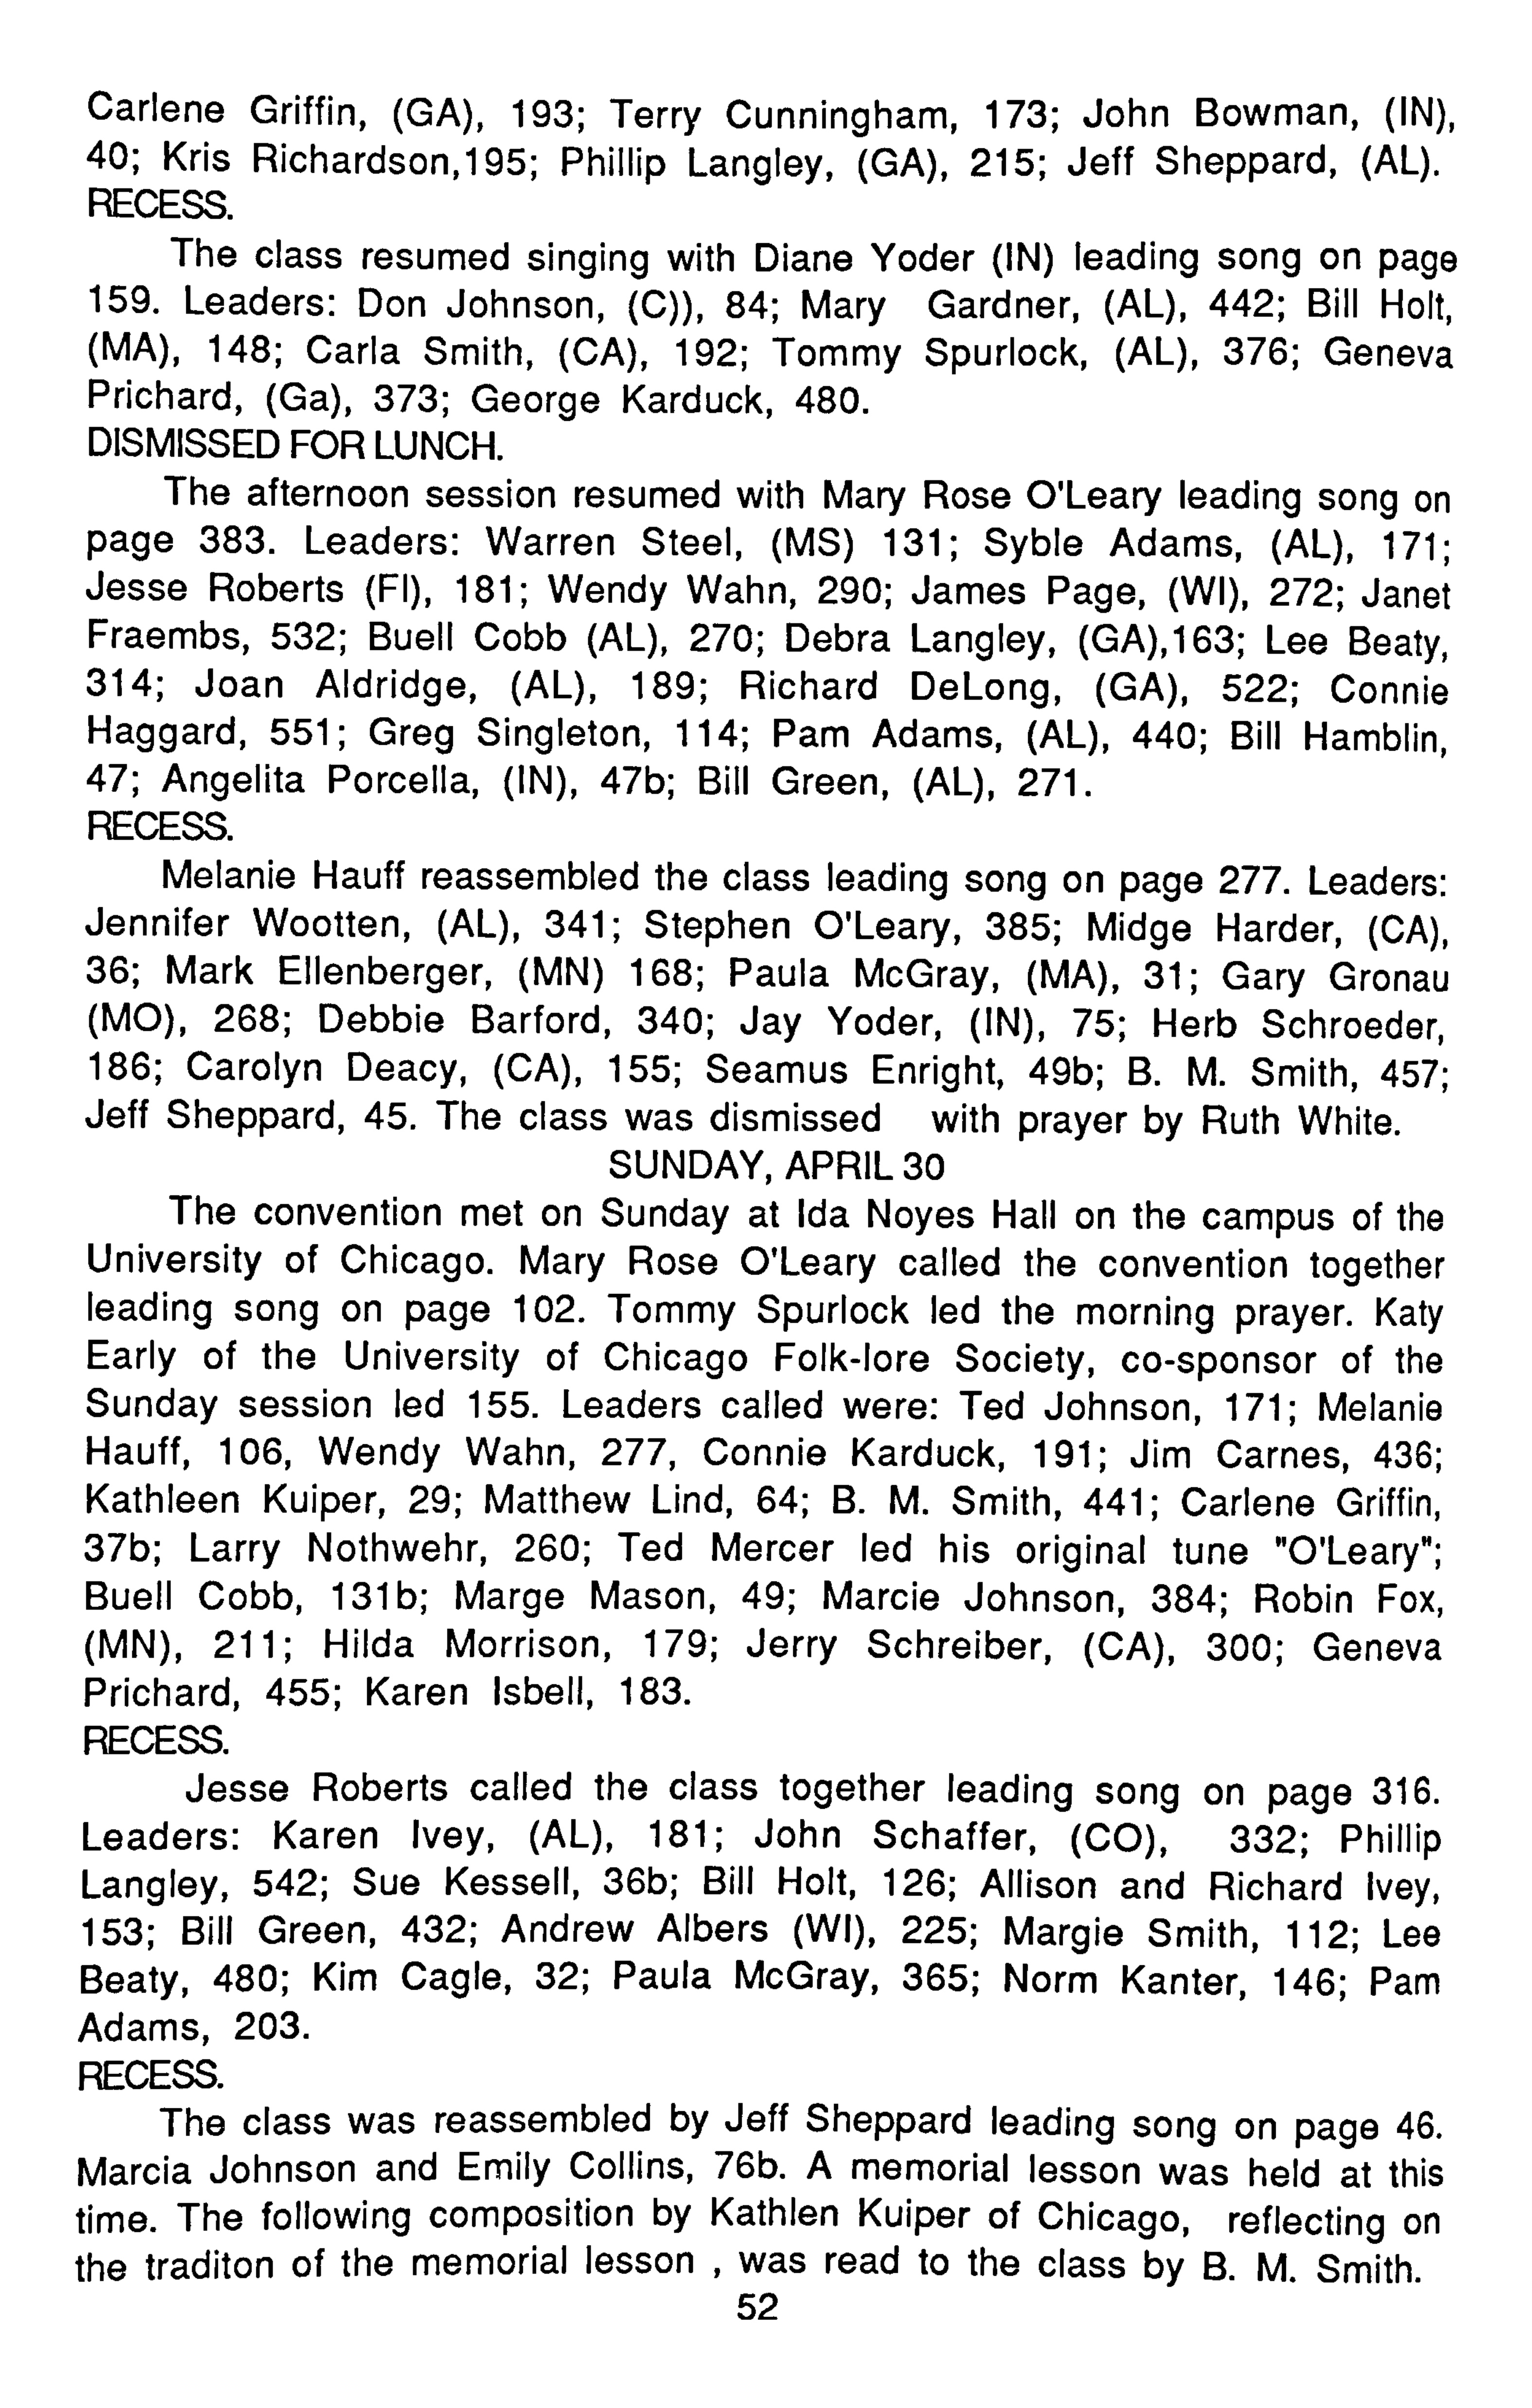 Carlene Griffin, (GA), 193; Terry Cunningham, 173; John Bowman, (IN),
40; Kris Richardson,195; Phillip Langley, (GA), 215; Jeff Sheppard, (AL).
RECESS.
The class resumed singing with Diane Yoder (IN) leading song on page
159. Leaders: Don Johnson, (C)), 84; Mary Gardner, (AL), 442; Bill Holt,
(MA), 148; Carla Smith, (CA), 192; Tommy Spurlock, (AL), 376; Geneva
Prichard, (Ga), 373; George Karduck, 480.
DISMISSED FOR LUNCH.
The afternoon session resumed with Mary Rose O'Leary leading song on
page 383. Leaders: Warren Steel, (MS) 131; Syble Adams, (AL), 171;
Jesse Roberts (Fl), 181; Wendy Wahn, 290; James Page, (WI), 272; Janet
Fraembs, 532; Buell Cobb (AL), 270; Debra Langley, (GA),163; Lee Beaty,
314; Joan Aldridge, (AL), 189; Richard DeLong, (GA), 522; Connie
Haggard, 551; Greg Singleton, 114; Pam Adams, (AL), 440; Bill Hamblin,
47; Angelita Porcella, (IN), 47b; Bill Green, (AL), 271.
RECESS.
Melanie Hauff reassembled the class leading song on page 277. Leaders:
Jennifer Wootten, (AL), 341; Stephen O'Leary, 385; Midge Harder, (CA),
36; Mark Ellenberger, (MN) 168; Paula McGray, (MA), 31; Gary Gronau
(MO), 268; Debbie Barford, 340; Jay Yoder, (IN), 75; Herb Schroeder,
186; Carolyn Deacy, (CA), 155; Seamus Enright, 49b; B. M. Smith, 457;
Jeff Sheppard, 45. The class was dismissed with prayer by Ruth White.
SUNDAY, APRIL 30
The convention met on Sunday at Ida Noyes Hall on the campus of the
University of Chicago. Mary Rose O'Leary called the convention together
leading song on page 102. Tommy Spurlock led the morning prayer. Katy
Early of the University of Chicago Folk-lore Society, co-sponsor of the
Sunday session led 155. Leaders called were: Ted Johnson, 171; Melanie
Hauff, 106, Wendy Wahn, 277, Connie Karduck, 191; Jim Carnes, 436;
Kathleen Kuiper, 29; Matthew Lind, 64; B. M. Smith, 441; Carlene Griffin,
37b; Larry Nothwehr, 260; Ted Mercer led his original tune "O'Leary";
Buell Cobb, 131b; Marge Mason, 49; Marcie Johnson, 384; Robin Fox,
(MN), 211; Hilda Morrison, 179; Jerry Schreiber, (CA), 300; Geneva
Prichard, 455; Karen Isbell, 183.
RECESS.
Jesse Roberts called the class together leading song on page 316.
Leaders: Karen Ivey, (AL), 181; John Schaffer, (CO), 332; Phillip
Langley, 542; Sue Kessell, 36b; Bill Holt, 126; Allison and Richard Ivey,
153; Bill Green, 432; Andrew Albers (WI), 225; Margie Smith, 112; Lee
Beaty, 480; Kim Cagle, 32; Paula McGray, 365; Norm Kanter, 146; Pam
Adams, 203.
RECESS.
The class was reassembled by Jeff Sheppard leading song on page 46.
Marcia Johnson and Emily Collins, 76b. A memorial lesson was held at this
time. The following composition by Kathlen Kuiper of Chicago, reflecting on
the traditon of the memorial lesson , was read to the class by B. M. Smith.
52